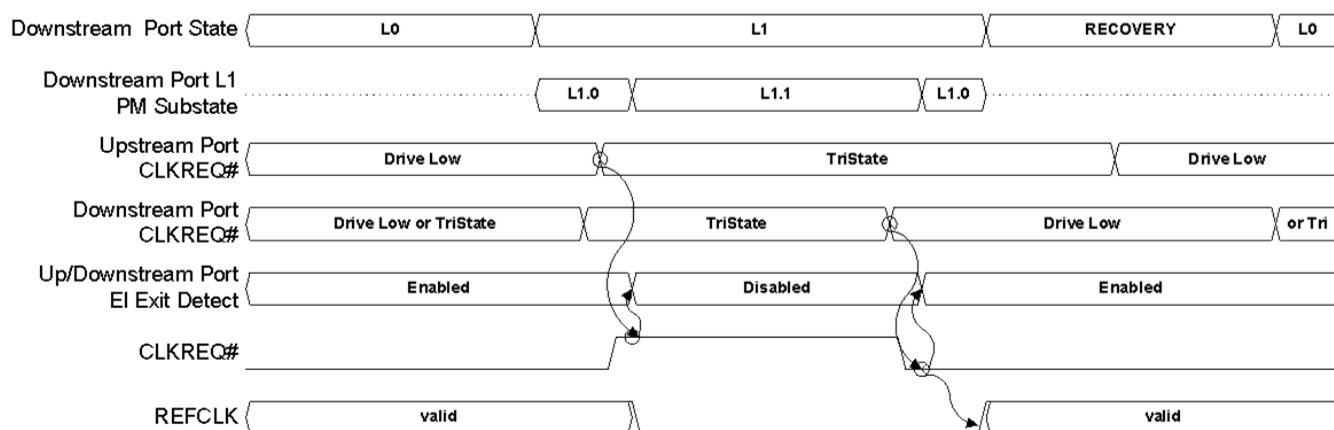 Downstream Port State
L0
L1
RECOVERY
L0
Downstream Port L1
PM Substate
L1.0
L1.1
L1.0
Upstream Port
CLKREQ#
Drive Low
TriState
Drive Low
Downstream Port
CLKREQ#
Drive Low or TriState
TriState
Drive Low
or Tri
Up/Downstream Port
EI Exit Detect
Enabled
Disabled
Enabled
CLKREQ#
REFCLK
valid
valid